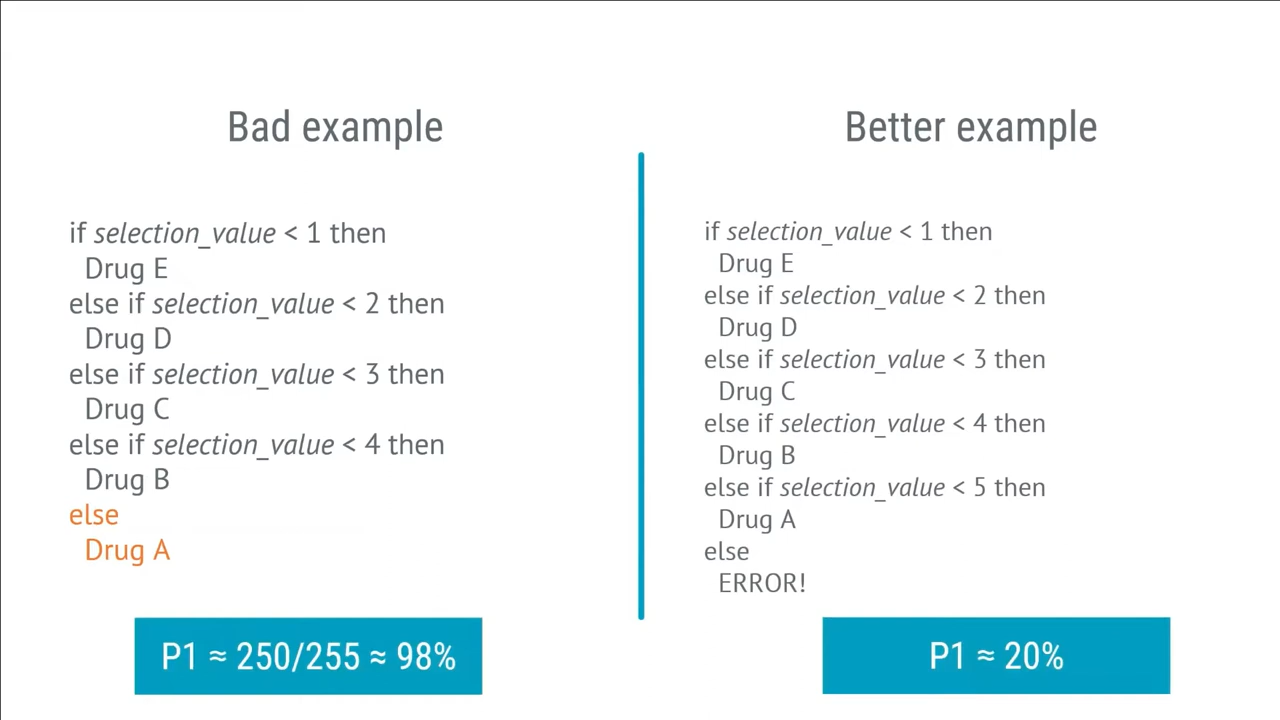 Bad example
if selection_value < 1 then
Drug E
else if selection_value < 2 then
Drug D
else if selection_value < 3 then
Drug C
else if selection_value < 4 then
Drug B
else
Drug A
P1 ≈ 250/255 ≈ 98%
Better example
if selection_value < 1 then
Drug E
else if selection_value < 2 then
Drug D
else if selection_value < 3 then
Drug C
else if selection_value < 4 then
Drug B
else if selection_value < 5 then
Drug A
else
ERROR!
P1 ≈ 20%